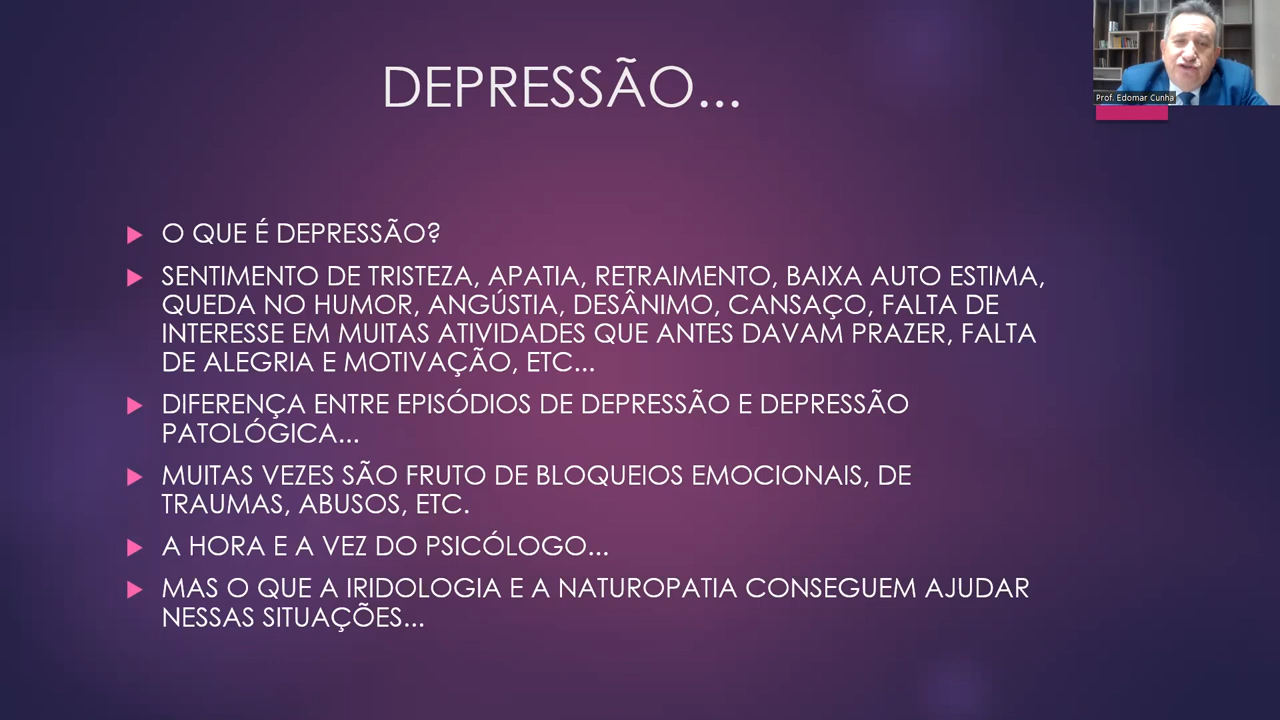 DEPRESSÃO...
Prof. Edomar Cunha
O QUE É DEPRESSÃO?
SENTIMENTO DE TRISTEZA, APATIA, RETRAIMENTO, BAIXA AUTO ESTIMA,
QUEDA NO HUMOR, ANGÚSTIA, DESÂNIMO, CANSAÇO, FALTA DE
INTERESSE EM MUITAS ATIVIDADES QUE ANTES DAVAM PRAZER, FALTA
DE ALEGRIA E MOTIVAÇÃO, ETC...
DIFERENÇA ENTRE EPISÓDIOS DE DEPRESSÃO E DEPRESSÃO
PATOLÓGICA...
MUITAS VEZES SÃO FRUTO DE BLOQUEIOS EMOCIONAIS, DE
TRAUMAS, ABUSOS, ETC.
A HORA E A VEZ DO PSICÓLOGO...
MAS O QUE A IRIDOLOGIA E A NATUROPATIA CONSEGUEM AJUDAR
NESSAS SITUAÇÕES...